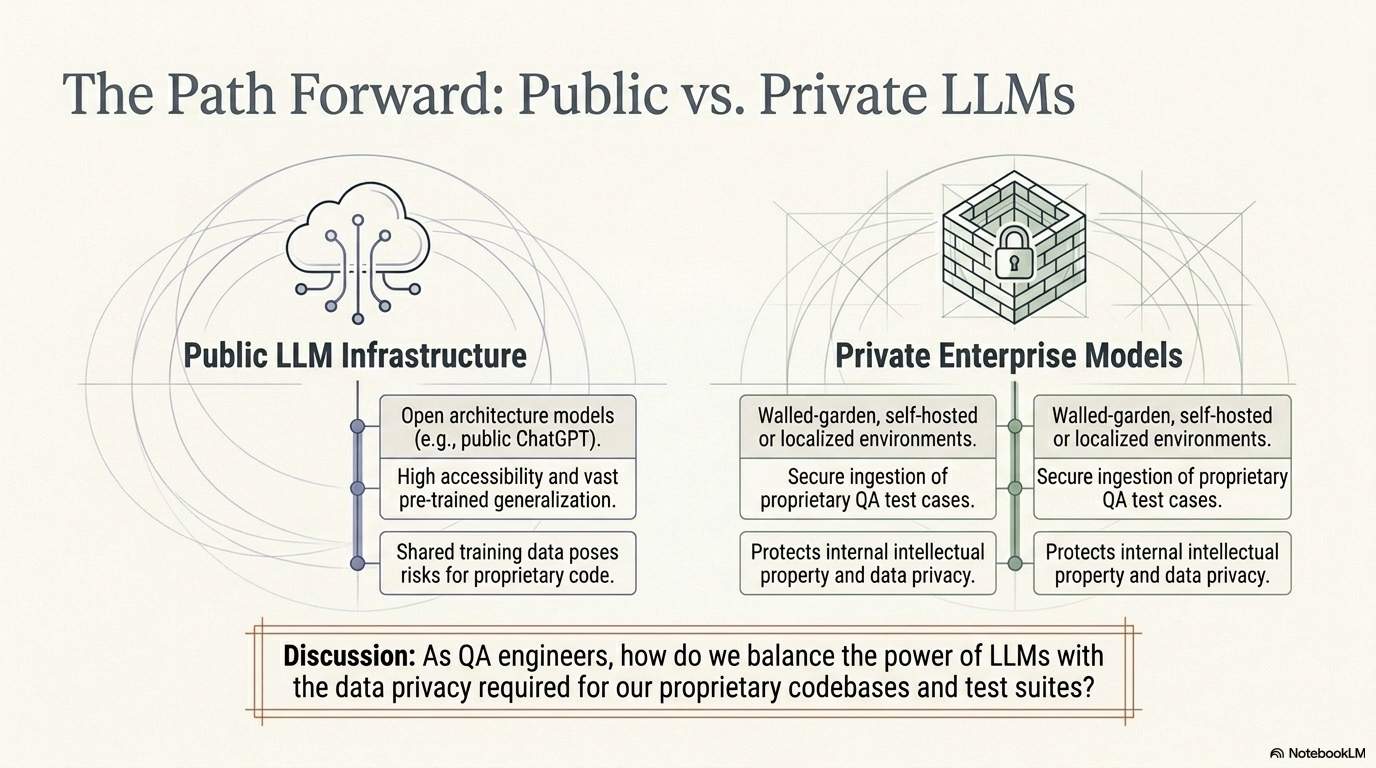 The Path Forward: Public vs. Private LLMs
Public LLM Infrastructure
Open architecture models
(e.g., public ChatGPT).
High accessibility and vast
pre-trained generalization.
Shared training data poses
risks for proprietary code.
Private Enterprise Models
Walled-garden, self-hosted
or localized environments.
Secure ingestion of
proprietary QA test cases.
Protects internal intellectual
property and data privacy.
Walled-garden, self-hosted
or localized environments.
Secure ingestion of proprietary
QA test cases.
Protects internal intellectual
property and data privacy.
Discussion: As QA engineers, how do we balance the power of LLMs with
the data privacy required for our proprietary codebases and test suites?
NotebookLM